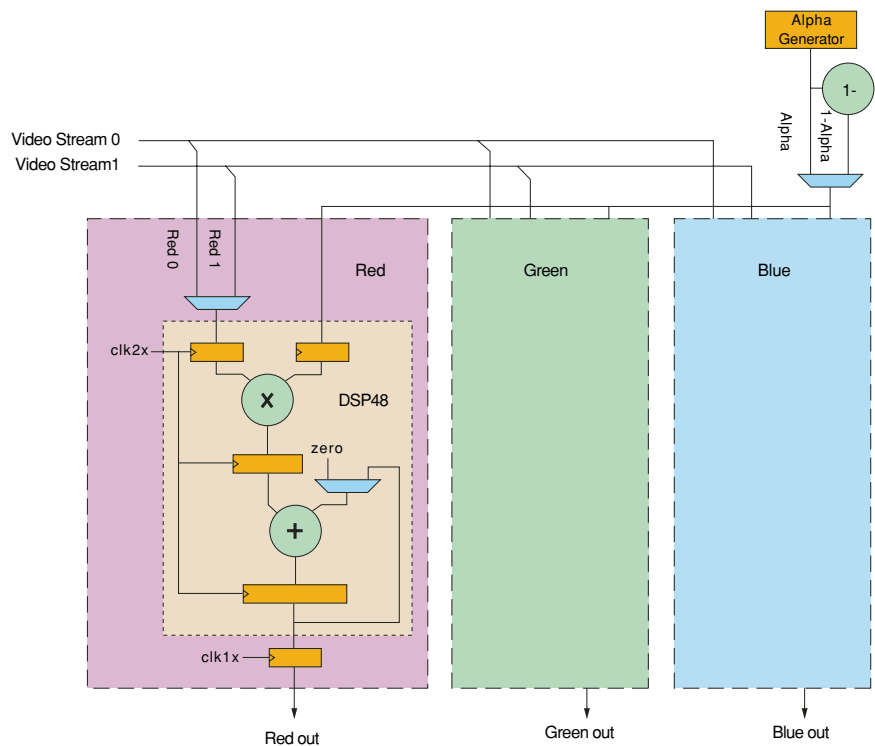 Alpha
Generator
1-
Alpha
1-Alpha
Video Stream 0
Video Stream1
Red 0
Red 1
Red
Green
Blue
clk2x
x
DSP48
zero
+
clk1x
Red out
Green out
Blue out